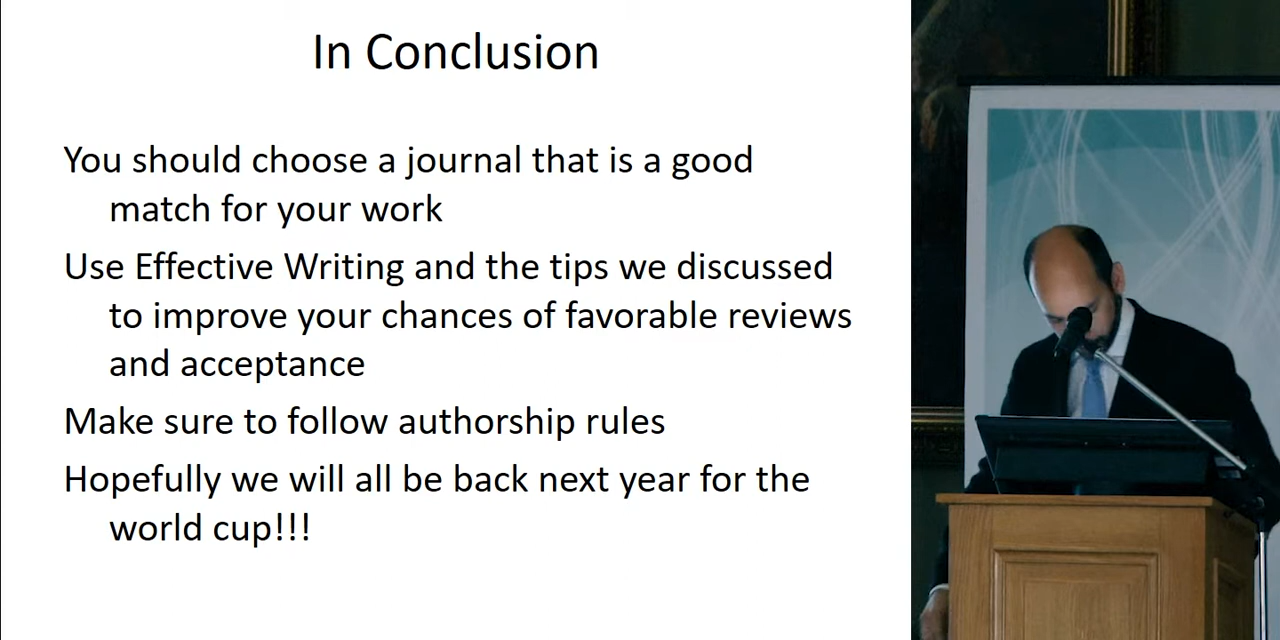 In Conclusion
You should choose a journal that is a good
match for your work
Use Effective Writing and the tips we discussed
to improve your chances of favorable reviews
and acceptance
Make sure to follow authorship rules
Hopefully we will all be back next year for the
world cup!!!